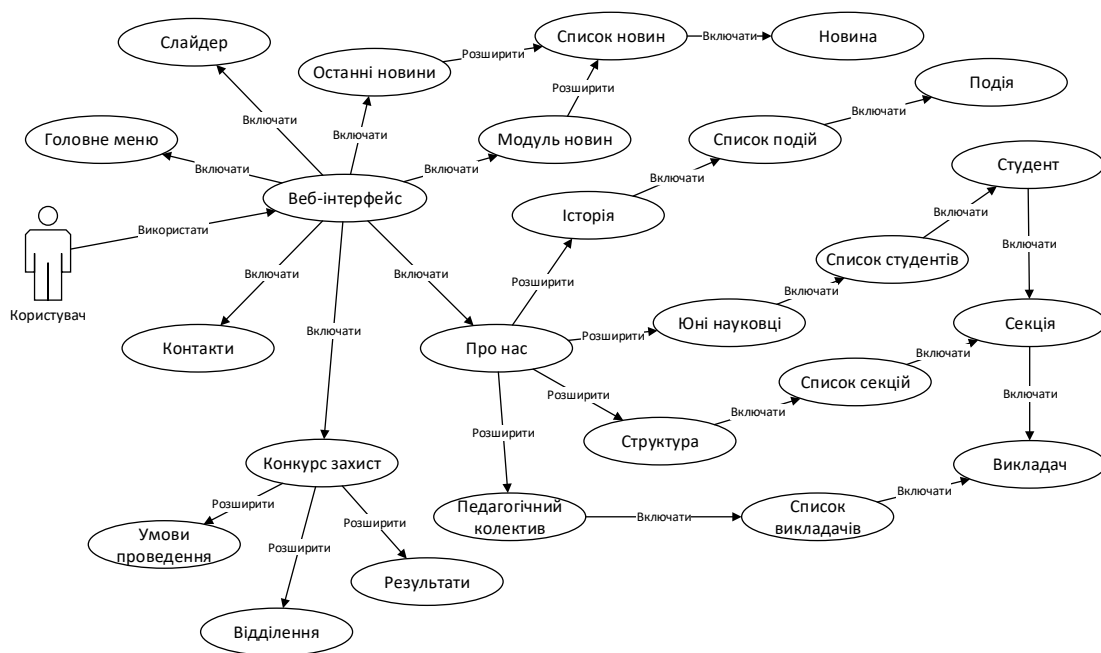 Слайдер
Останні новини
Розширити
Список новин
Включати
Новина
Розширити
Подія
Головне меню
Включати
Включати
Включати
Модуль новин
Список подій
Включати
Включати
Включати
Студент
Веб-інтерфейс
Включати
Історія
Включати
Використати
Користувач
Включати
Включати
Розширити
Список студентів
Включати
Включати
Включати
Контакти
Про нас
Розширити
Юні науковці
Секція
Включати
Розширити
Список секцій
Включати
Включати
Розширити
Структура
Конкурс захист
Викладач
Розширити
Умови
проведення
Розширити
Розширити
Педагогічний
колектив
Включати
Список
викладачів
Включати
Результати
Відділення